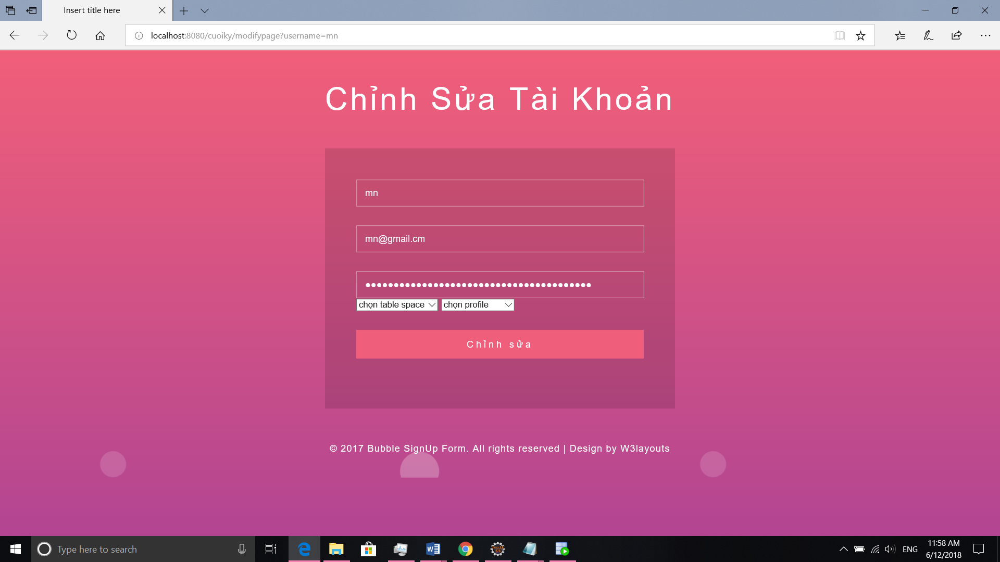 Insert title here
localhost:8080/cuoiky/modifypage?username=mn
Chỉnh Sửa Tài Khoản
mn
mn@gmail.cm
••••••••••••••••••••••••••••••••••••••••
chọn table space chọn profile
Chỉnh sửa
© 2017 Bubble SignUp Form. All rights reserved | Design by W3layouts
Type here to search
ENG
11:58 AM
6/12/2018